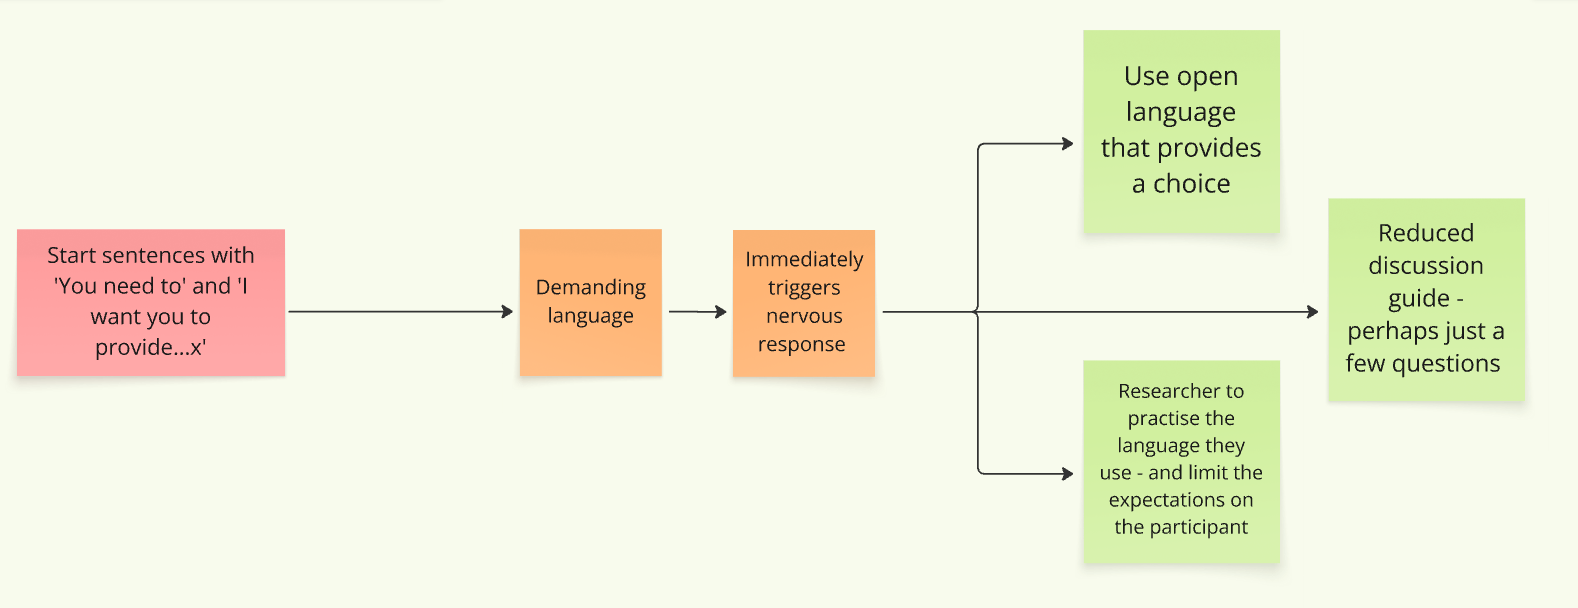 Start sentences with
'You need to' and 'I
want you to
provide...x'
Demanding
language
Immediately
triggers
nervous
response
Use open
language
that provides
a choice
Reduced
discussion
guide -
perhaps just a
few questions
Researcher to
practise the
language they
use - and limit the
expectations on
the participant